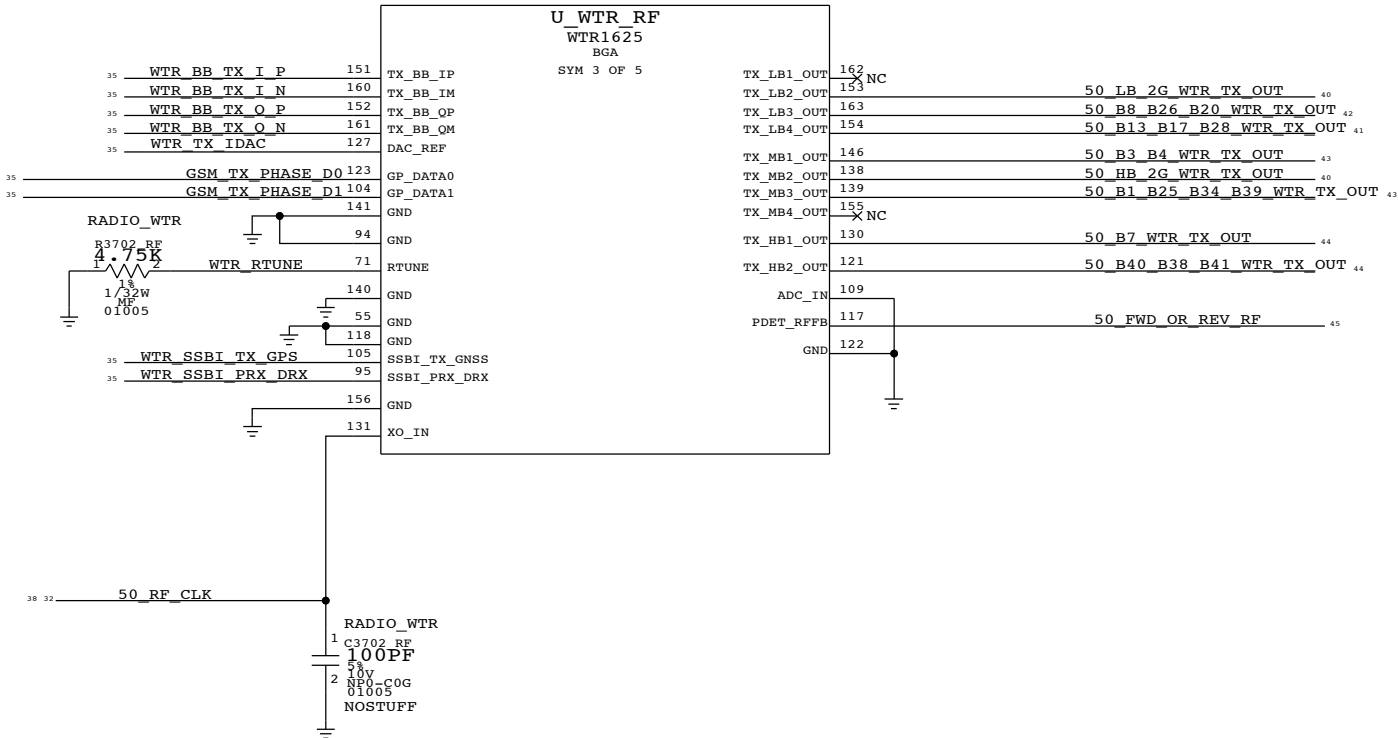 U_WTR_RF
WTR1625
BGA
SYM 3 OF 5
35 WTR_BB_TX_I_P 151 TX_BB_IP
35 WTR_BB_TX_I_N 160 TX_BB_IM
35 WTR_BB_TX_Q_P 152 TX_BB_QP
35 WTR_BB_TX_Q_N 161 TX_BB_QM
35 WTR_TX_IDAC 127 DAC_REF
35 GSM_TX_PHASE_D0 123 GP_DATA0
35 GSM_TX_PHASE_D1 104 GP_DATA1
141 GND
94 GND
RADIO_WTR
R3702_RF
4.75K
1 2
1%
1/32W
MF
01005
WTR_RTUNE 71 RTUNE
140 GND
55 GND
118 GND
35 WTR_SSBI_TX_GPS 105 SSBI_TX_GNSS
35 WTR_SSBI_PRX_DRX 95 SSBI_PRX_DRX
156 GND
131 XO_IN
TX_LB1_OUT 162 NC
TX_LB2_OUT 153 50_LB_2G_WTR_TX_OUT 40
TX_LB3_OUT 163 50_B8_B26_B20_WTR_TX_OUT 42
TX_LB4_OUT 154 50_B13_B17_B28_WTR_TX_OUT 41
TX_MB1_OUT 146 50_B3_B4_WTR_TX_OUT 43
TX_MB2_OUT 138 50_HB_2G_WTR_TX_OUT 40
TX_MB3_OUT 139 50_B1_B25_B34_B39_WTR_TX_OUT 43
TX_MB4_OUT 155 NC
TX_HB1_OUT 130 50_B7_WTR_TX_OUT 44
TX_HB2_OUT 121 50_B40_B38_B41_WTR_TX_OUT 44
ADC_IN 109
PDET_RFFB 117 50_FWD_OR_REV_RF 45
GND 122
38 32 50_RF_CLK
RADIO_WTR
1 C3702_RF
100PF
5%
10V
2 NP0-C0G
01005
NOSTUFF